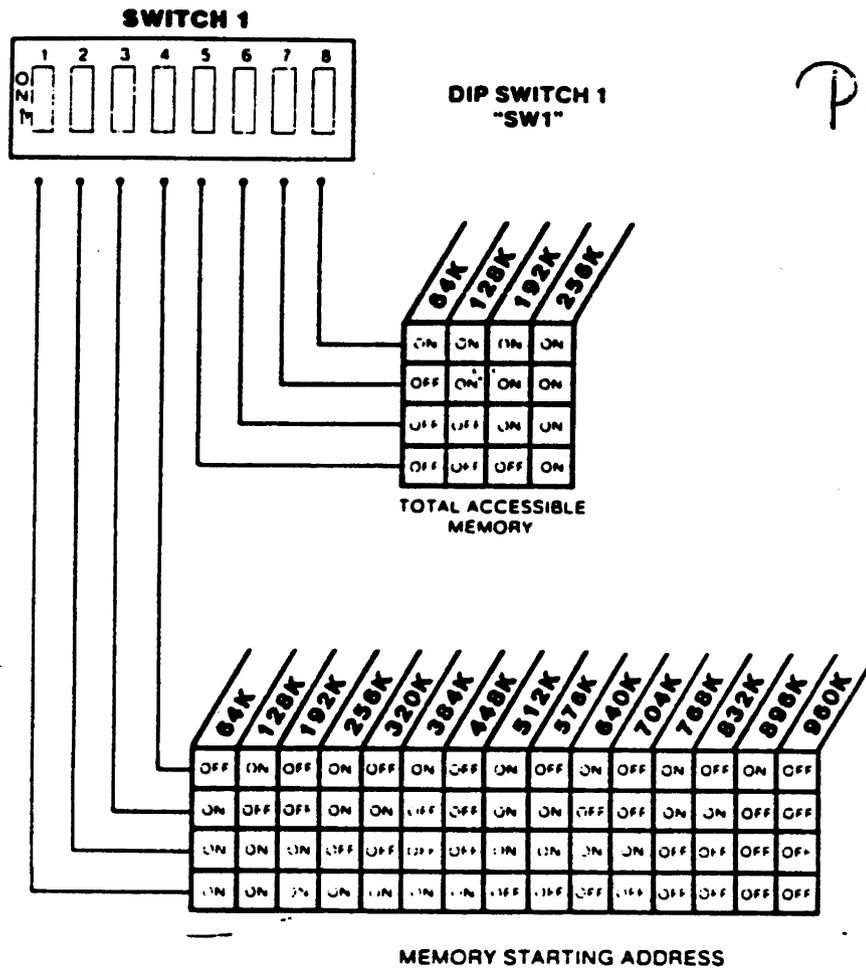 SWITCH 1
1 2 3 4 5 6 7 8
ON
DIP SWITCH 1
"SW1"
64K 128K 192K 256K
ON ON ON ON
OFF ON ON ON
OFF OFF ON ON
OFF OFF OFF ON
TOTAL ACCESSIBLE
MEMORY
64K 128K 192K 256K 320K 384K 448K 512K 576K 640K 704K 768K 832K 896K 960K
OFF ON OFF ON OFF ON OFF ON OFF ON OFF ON OFF ON OFF
ON OFF OFF ON ON OFF OFF ON ON OFF OFF ON ON OFF OFF
ON ON ON OFF OFF OFF OFF ON ON ON ON OFF OFF OFF OFF
ON ON ON ON ON ON ON OFF OFF OFF OFF OFF OFF OFF OFF
MEMORY STARTING ADDRESS